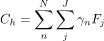 C_h = \sum_{n}^{N} \sum_{j}^{J} \gamma_n F_j